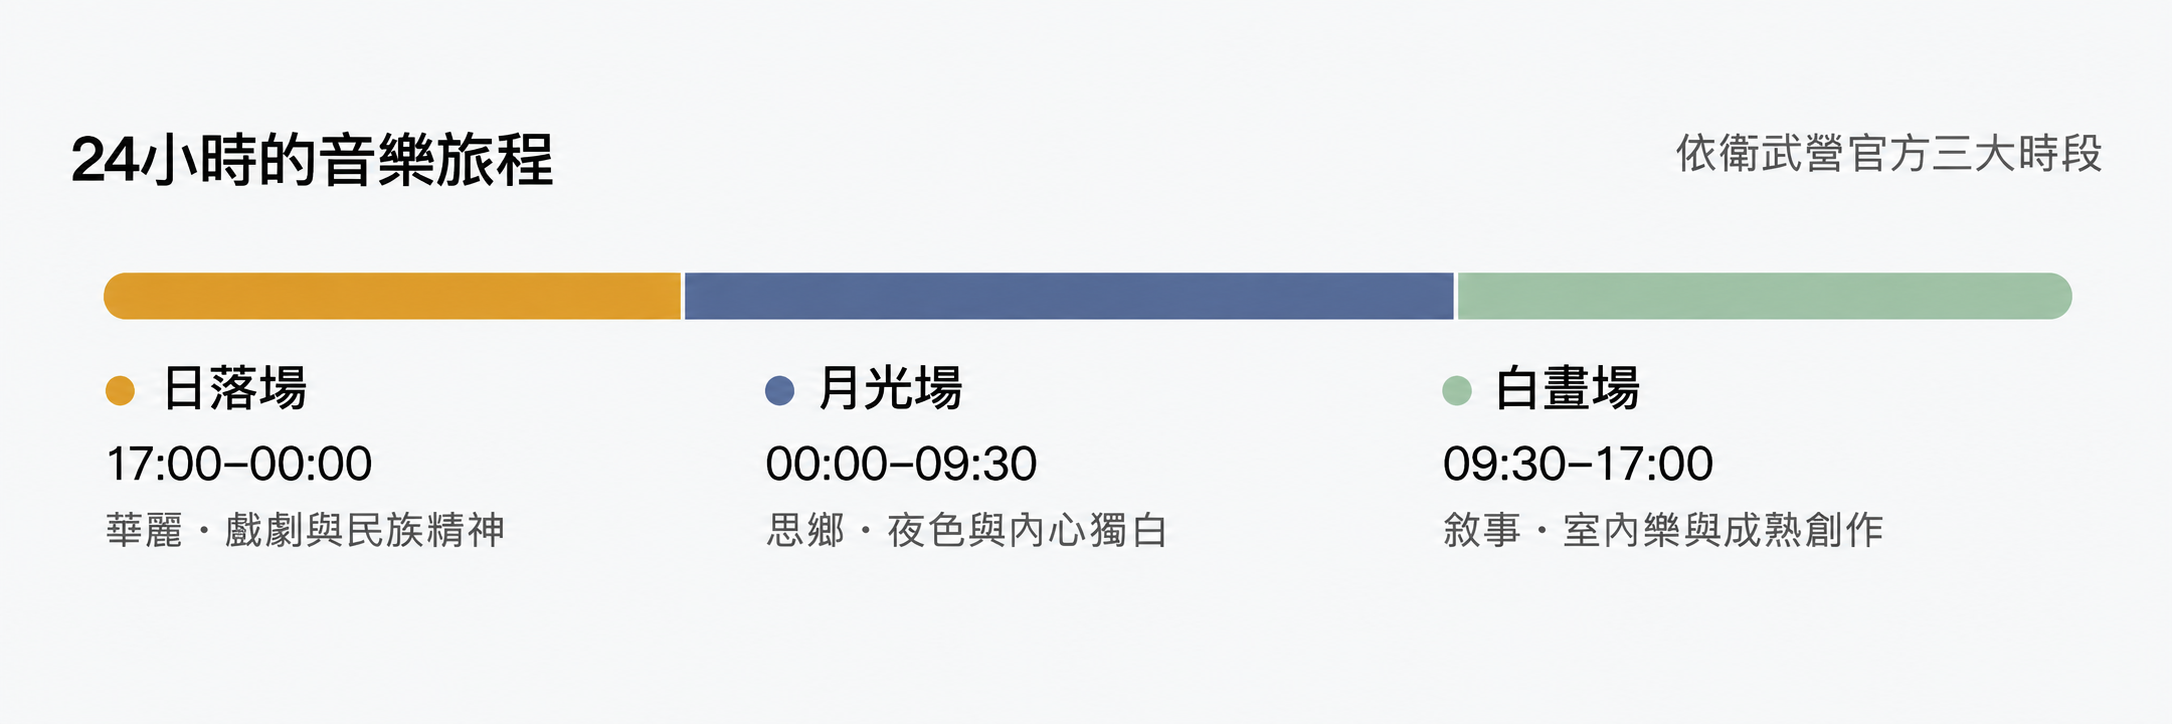 24小時的音樂旅程
依衛武營官方三大時段
日落場
17:00–00:00
華麗・戲劇與民族精神
月光場
00:00–09:30
思鄉・夜色與內心獨白
白畫場
09:30–17:00
敘事・室內樂與成熟創作